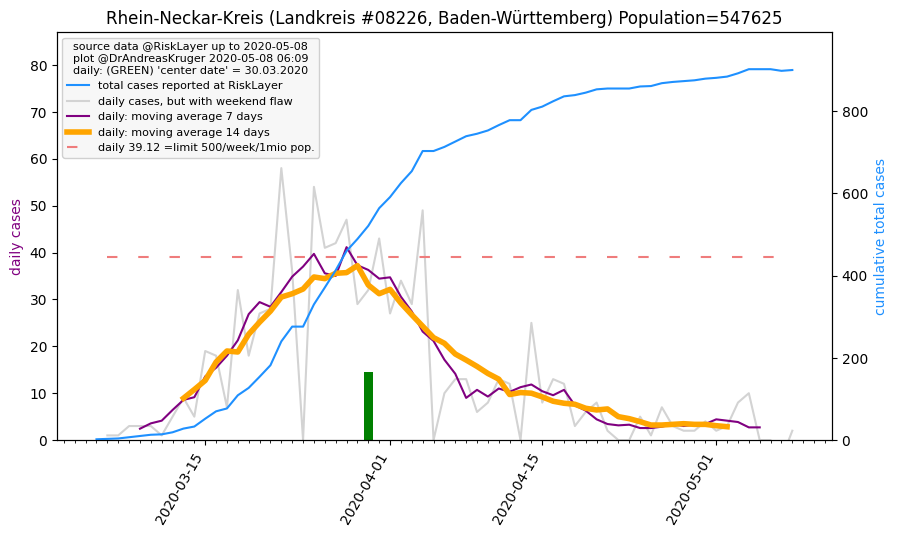 Rhein-Neckar-Kreis (Landkreis #08226, Baden-Württemberg) Population=547625
source data @RiskLayer up to 2020-05-08
plot @DrAndreasKruger 2020-05-08 06:09
daily: (GREEN) 'center date' = 30.03.2020
total cases reported at RiskLayer
daily cases, but with weekend flaw
daily: moving average 7 days
daily: moving average 14 days
daily 39.12 =limit 500/week/1mio pop.
daily cases
80
70
60
50
40
30
20
10
0
cumulative total cases
800
600
400
200
0
2020-03-15
2020-04-01
2020-04-15
2020-05-01